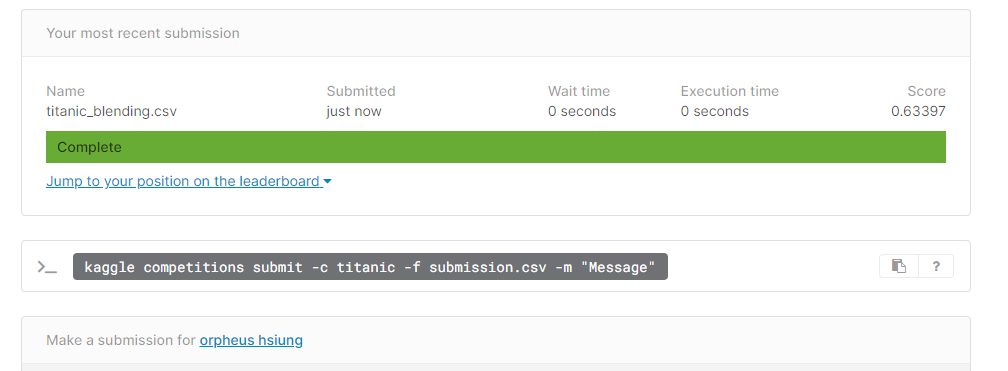 Your most recent submission
Name Submitted Wait time Execution time Score
titanic_blending.csv just now 0 seconds 0 seconds 0.63397
Complete
Jump to your position on the leaderboard
kaggle competitions submit -c titanic -f submission.csv -m "Message"
?
Make a submission for orpheus hsiung